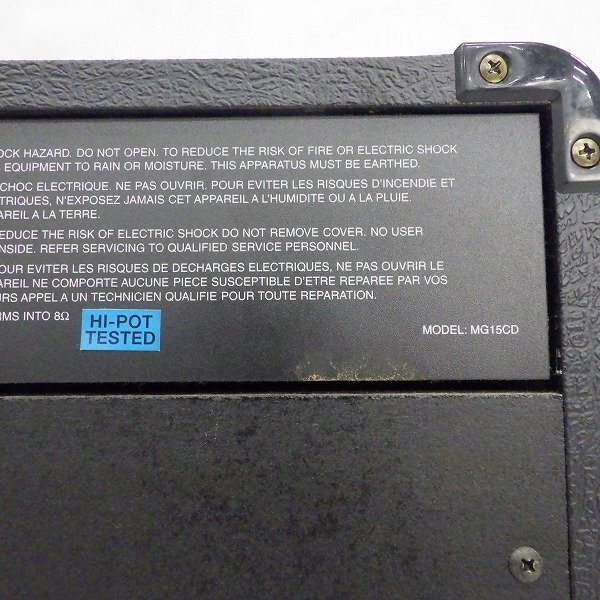 OCK HAZARD. DO NOT OPEN. TO REDUCE THE RISK OF FIRE OR ELECTRIC SHOCK
EQUIPMENT TO RAIN OR MOISTURE. THIS APPARATUS MUST BE EARTHED.
CHOC ELECTRIQUE. NE PAS OUVRIR. POUR EVITER LES RISQUES D'INCENDIE ET
TRIQUES, N'EXPOSEZ JAMAIS CET APPAREIL A L'HUMIDITE OU A LA PLUIE.
AREIL A LA TERRE.
EDUCE THE RISK OF ELECTRIC SHOCK DO NOT REMOVE COVER. NO USER
INSIDE. REFER SERVICING TO QUALIFIED SERVICE PERSONNEL.
OUR EVITER LES RISQUES DE DECHARGES ELECTRIQUES, NE PAS OUVRIR LE
AREIL NE COMPORTE AUCUNE PIECE SUSCEPTIBLE D'ETRE REPAREE PAR VOS
URS APPEL A UN TECHNICIEN QUALIFIE POUR TOUTE REPARATION.
RMS INTO 8Ω
HI-POT
TESTED
MODEL: MG15CD